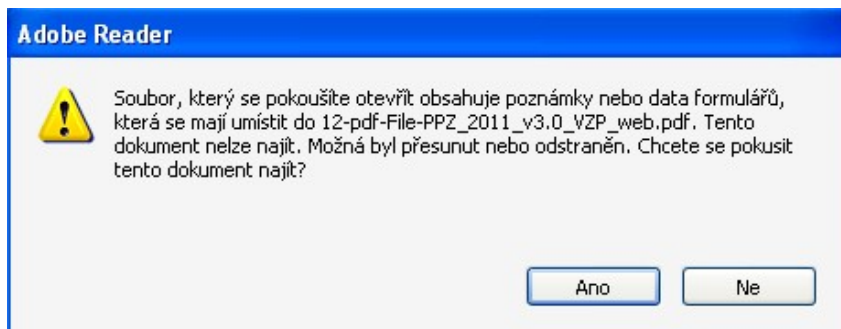 Adobe Reader
Soubor, který se pokoušíte otevřít obsahuje poznámky nebo data formulářů,
která se mají umístit do 12-pdf-File-PPZ_2011_v3.0_VZP_web.pdf. Tento
dokument nelze najít. Možná byl přesunut nebo odstraněn. Chcete se pokusit
tento dokument najít?
Ano
Ne